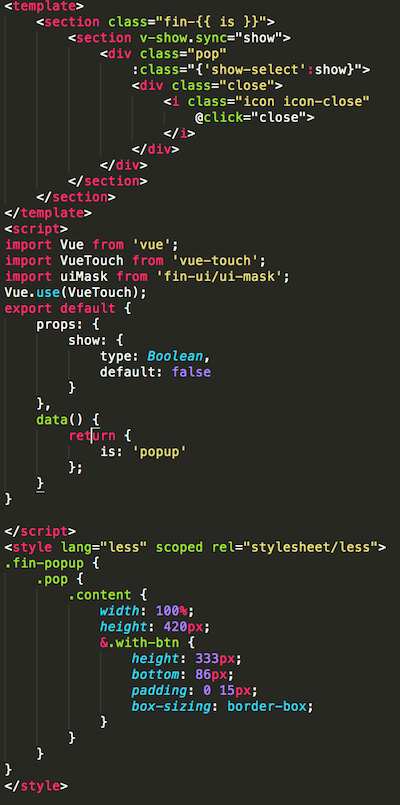 <template>
    <section class="fin-{{ is }}">
        <section v-show.sync="show">
            <div class="pop"
                :class="{'show-select':show}">
                <div class="close">
                    <i class="icon icon-close"
                        @click="close">
                    </i>
                </div>
            </div>
        </section>
    </section>
</template>
<script>
import Vue from 'vue';
import VueTouch from 'vue-touch';
import uiMask from 'fin-ui/ui-mask';
Vue.use(VueTouch);
export default {
    props: {
        show: {
            type: Boolean,
            default: false
        }
    },
    data() {
        return {
            is: 'popup'
        };
    }
}

</script>
<style lang="less" scoped rel="stylesheet/less">
.fin-popup {
    .pop {
        .content {
            width: 100%;
            height: 420px;
            &.with-btn {
                height: 333px;
                bottom: 86px;
                padding: 0 15px;
                box-sizing: border-box;
            }
        }
    }
}
</style>